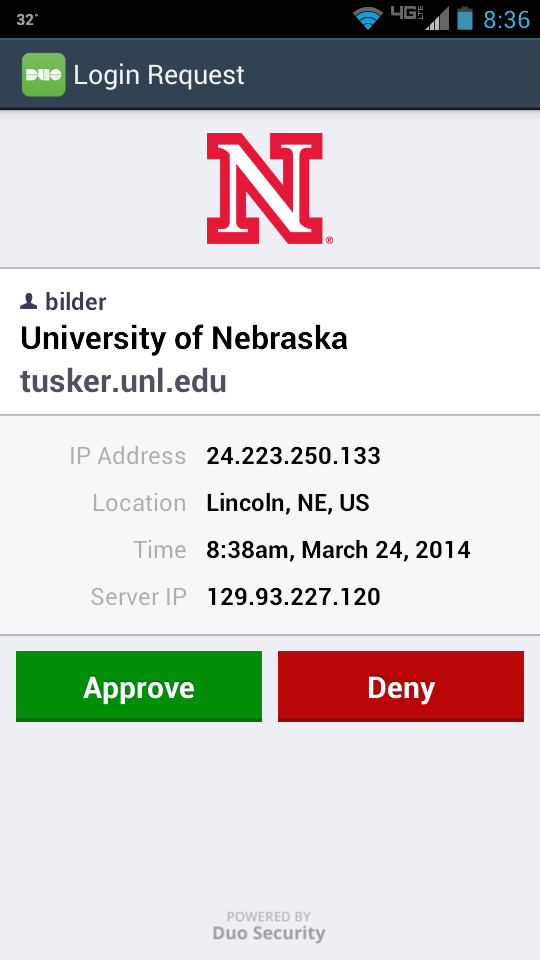 32° 4G LTE 8:36
DUO Login Request
N®
bilder
University of Nebraska
tusker.unl.edu
IP Address 24.223.250.133
Location Lincoln, NE, US
Time 8:38am, March 24, 2014
Server IP 129.93.227.120
Approve Deny
POWERED BY
Duo Security